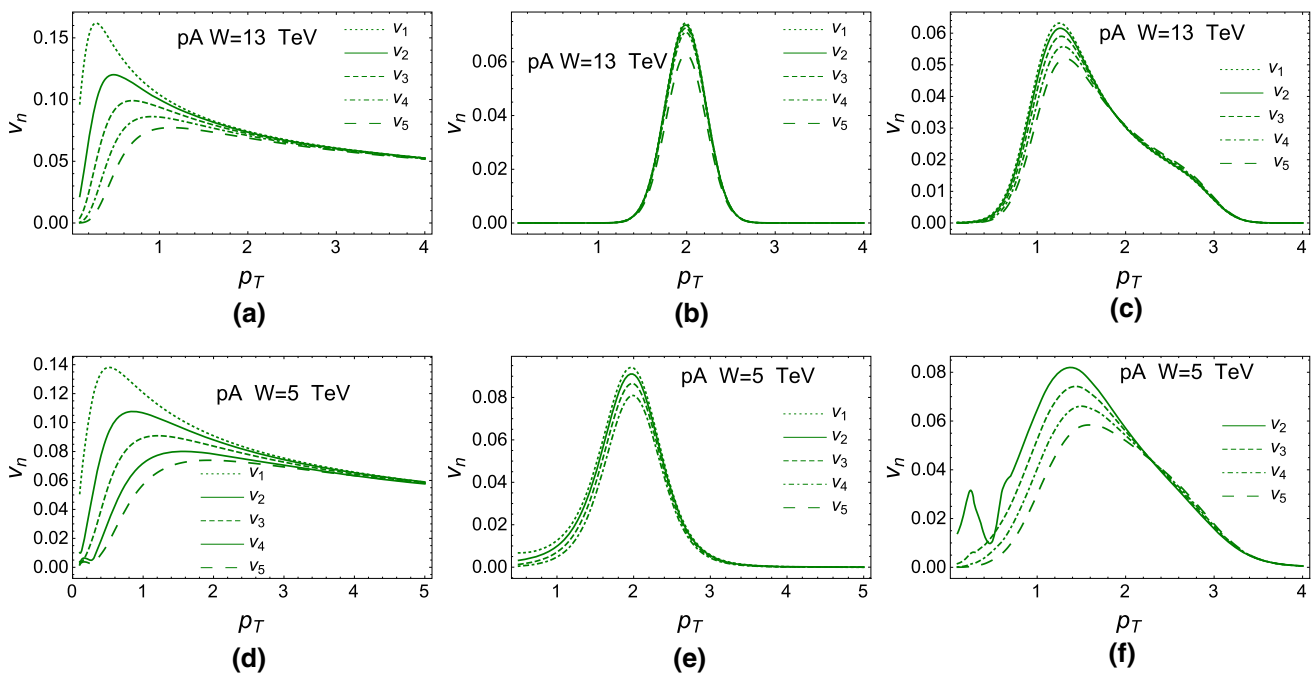 pA W=13 TeV
0.15
0.10
0.05
0.00
v_n
v_1
v_2
v_3
v_4
v_5
0 1 2 3 4
p_T
(a)
pA W=13 TeV
0.06
0.04
0.02
0.00
v_n
v_1
v_2
v_3
v_4
v_5
1 2 3 4
p_T
(b)
pA W=13 TeV
0.06
0.05
0.04
0.03
0.02
0.01
0.00
v_n
v_1
v_2
v_3
v_4
v_5
1 2 3 4
p_T
(c)
pA W=5 TeV
0.14
0.12
0.10
0.08
0.06
0.04
0.02
0.00
v_n
v_1
v_2
v_3
v_4
v_5
0 1 2 3 4 5
p_T
(d)
pA W=5 TeV
0.08
0.06
0.04
0.02
0.00
v_n
v_1
v_2
v_3
v_4
v_5
1 2 3 4 5
p_T
(e)
pA W=5 TeV
0.08
0.06
0.04
0.02
0.00
v_n
v_2
v_3
v_4
v_5
1 2 3 4
p_T
(f)